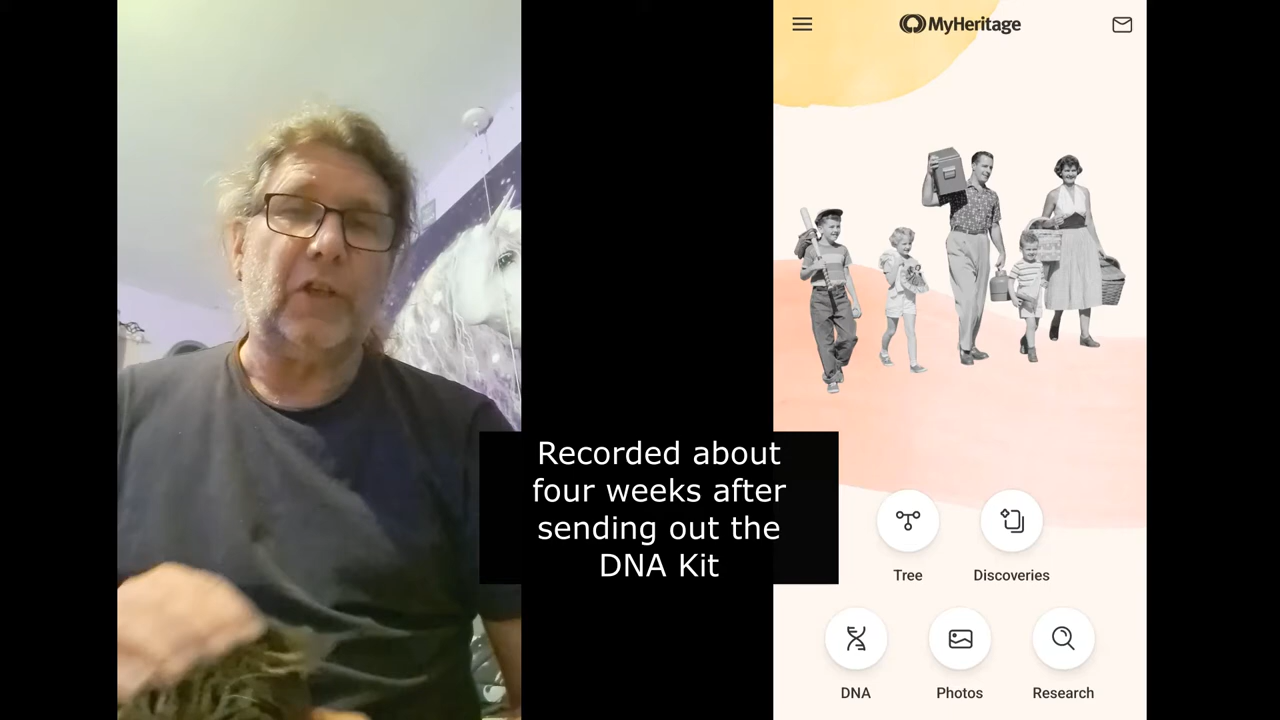 MyHeritage
Recorded about
four weeks after
sending out the
DNA Kit
Tree
Discoveries
DNA
Photos
Research